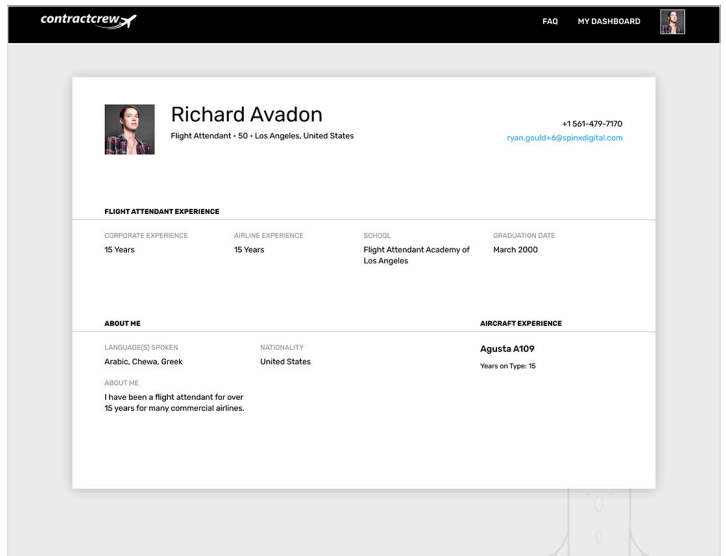 contractcrew
FAQ
MY DASHBOARD
Richard Avadon
Flight Attendant • 50 • Los Angeles, United States
+1 561-479-7170
ryan.gould+6@spinxdigital.com
FLIGHT ATTENDANT EXPERIENCE
CORPORATE EXPERIENCE
15 Years
AIRLINE EXPERIENCE
15 Years
SCHOOL
Flight Attendant Academy of
Los Angeles
GRADUATION DATE
March 2000
ABOUT ME
LANGUAGE(S) SPOKEN
Arabic, Chewa, Greek
NATIONALITY
United States
ABOUT ME
I have been a flight attendant for over
15 years for many commercial airlines.
AIRCRAFT EXPERIENCE
Agusta A109
Years on Type: 15